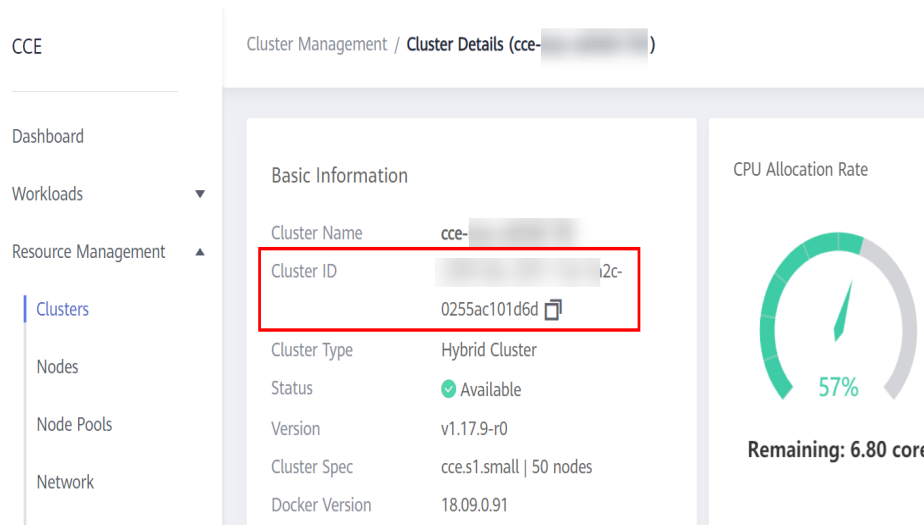 CCE
Cluster Management / Cluster Details (cce- )
Dashboard
Workloads
Resource Management
Clusters
Nodes
Node Pools
Network
Basic Information
Cluster Name cce-
Cluster ID 2c-
0255ac101d6d
Cluster Type Hybrid Cluster
Status Available
Version v1.17.9-r0
Cluster Spec cce.s1.small | 50 nodes
Docker Version 18.09.0.91
CPU Allocation Rate
57%
Remaining: 6.80 core